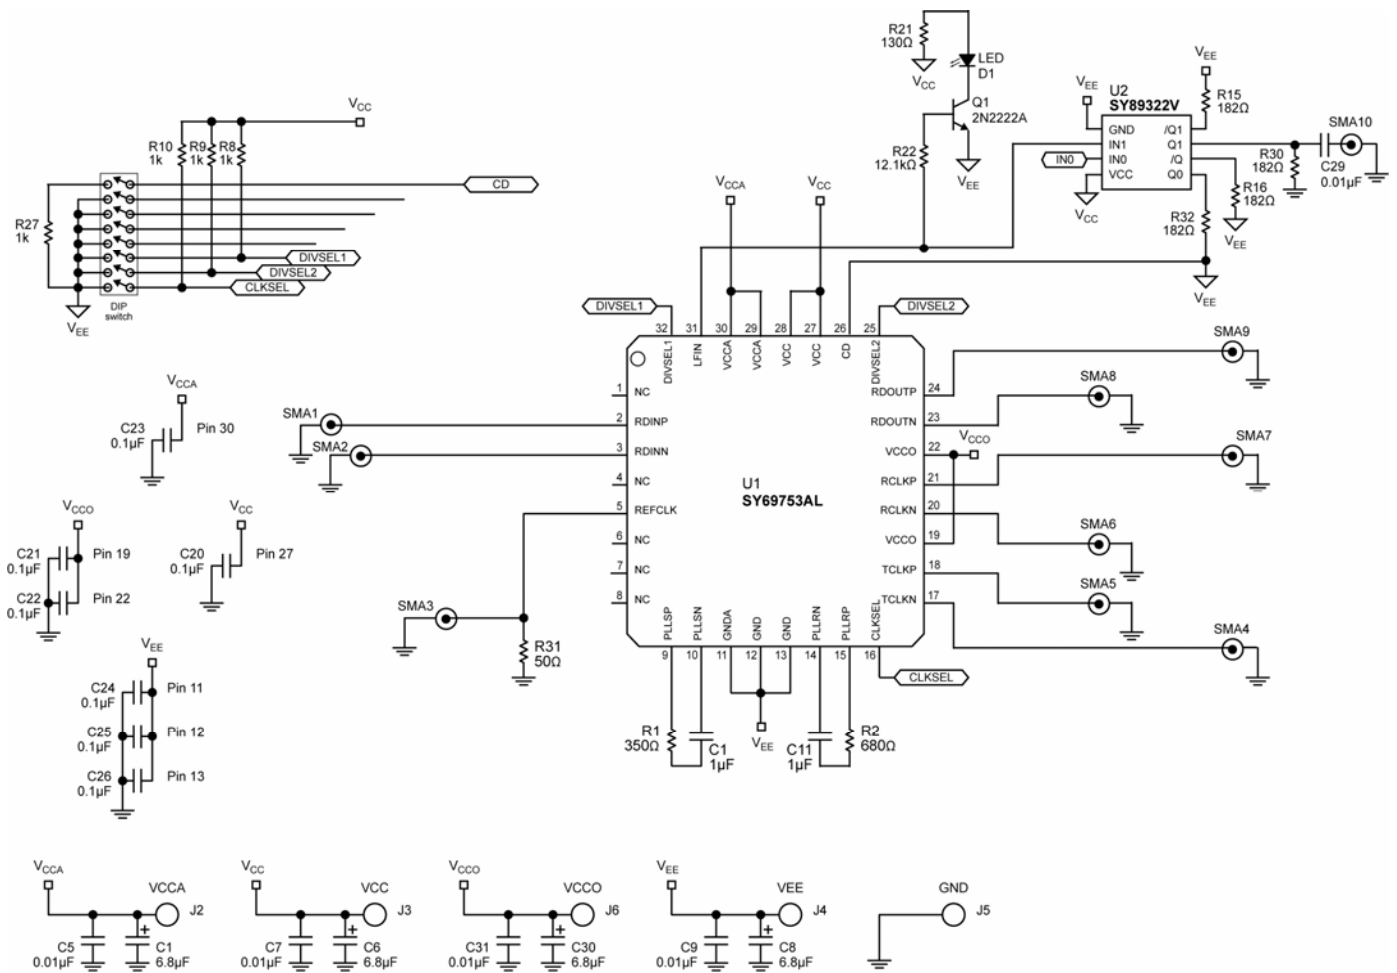 R21
130Ω
VCC
LED
D1
Q1
2N2222A
R22
12.1kΩ
VEE
VEE
U2
SY89322V
GND
IN1
IN0
VCC
/Q1
Q1
/Q
Q0
IN0
VCC
VEE
R15
182Ω
R30
182Ω
R16
182Ω
VEE
R32
182Ω
VEE
SMA10
C29
0.01µF
VCC
R10
1k
R9
1k
R8
1k
CD
R27
1k
DIVSEL1
DIVSEL2
CLKSEL
DIP
switch
VEE
VCCA
VCC
DIVSEL1
DIVSEL2
32
31
30
29
28
27
26
25
DIVSEL1
LFIN
VCCA
VCCA
VCC
VCC
CD
DIVSEL2
1
NC
2
RDINP
3
RDINN
4
NC
5
REFCLK
6
NC
7
NC
8
NC
U1
SY69753AL
RDOUTP
24
RDOUTN
23
VCCO
22
RCLKP
21
RCLKN
20
VCCO
19
TCLKP
18
TCLKN
17
PLLSP
PLLSN
GNDA
GND
GND
PLLRN
PLLRP
CLKSEL
9
10
11
12
13
14
15
16
SMA1
SMA2
SMA3
R31
50Ω
SMA9
SMA8
VCCO
SMA7
SMA6
SMA5
SMA4
CLKSEL
R1
350Ω
C1
1µF
VEE
C11
1µF
R2
680Ω
VCCA
C23
0.1µF
Pin 30
VCCO
C21
0.1µF
Pin 19
C22
0.1µF
Pin 22
VCC
C20
0.1µF
Pin 27
VEE
C24
0.1µF
Pin 11
C25
0.1µF
Pin 12
C26
0.1µF
Pin 13
VCCA
VCCA
J2
C5
0.01µF
+
C1
6.8µF
VCC
VCC
J3
C7
0.01µF
+
C6
6.8µF
VCCO
VCCO
J6
C31
0.01µF
+
C30
6.8µF
VEE
VEE
J4
C9
0.01µF
+
C8
6.8µF
GND
J5